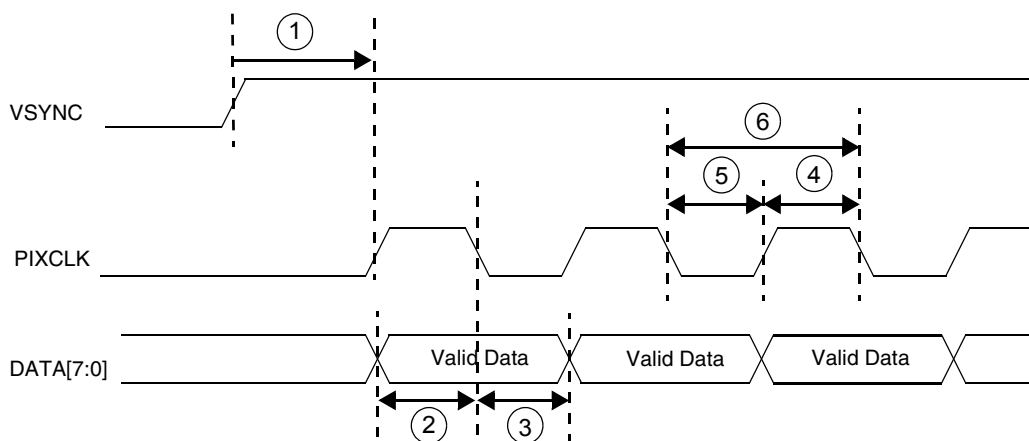 1
VSYNC
6
5
4
PIXCLK
DATA[7:0]
Valid Data
Valid Data
Valid Data
2
3